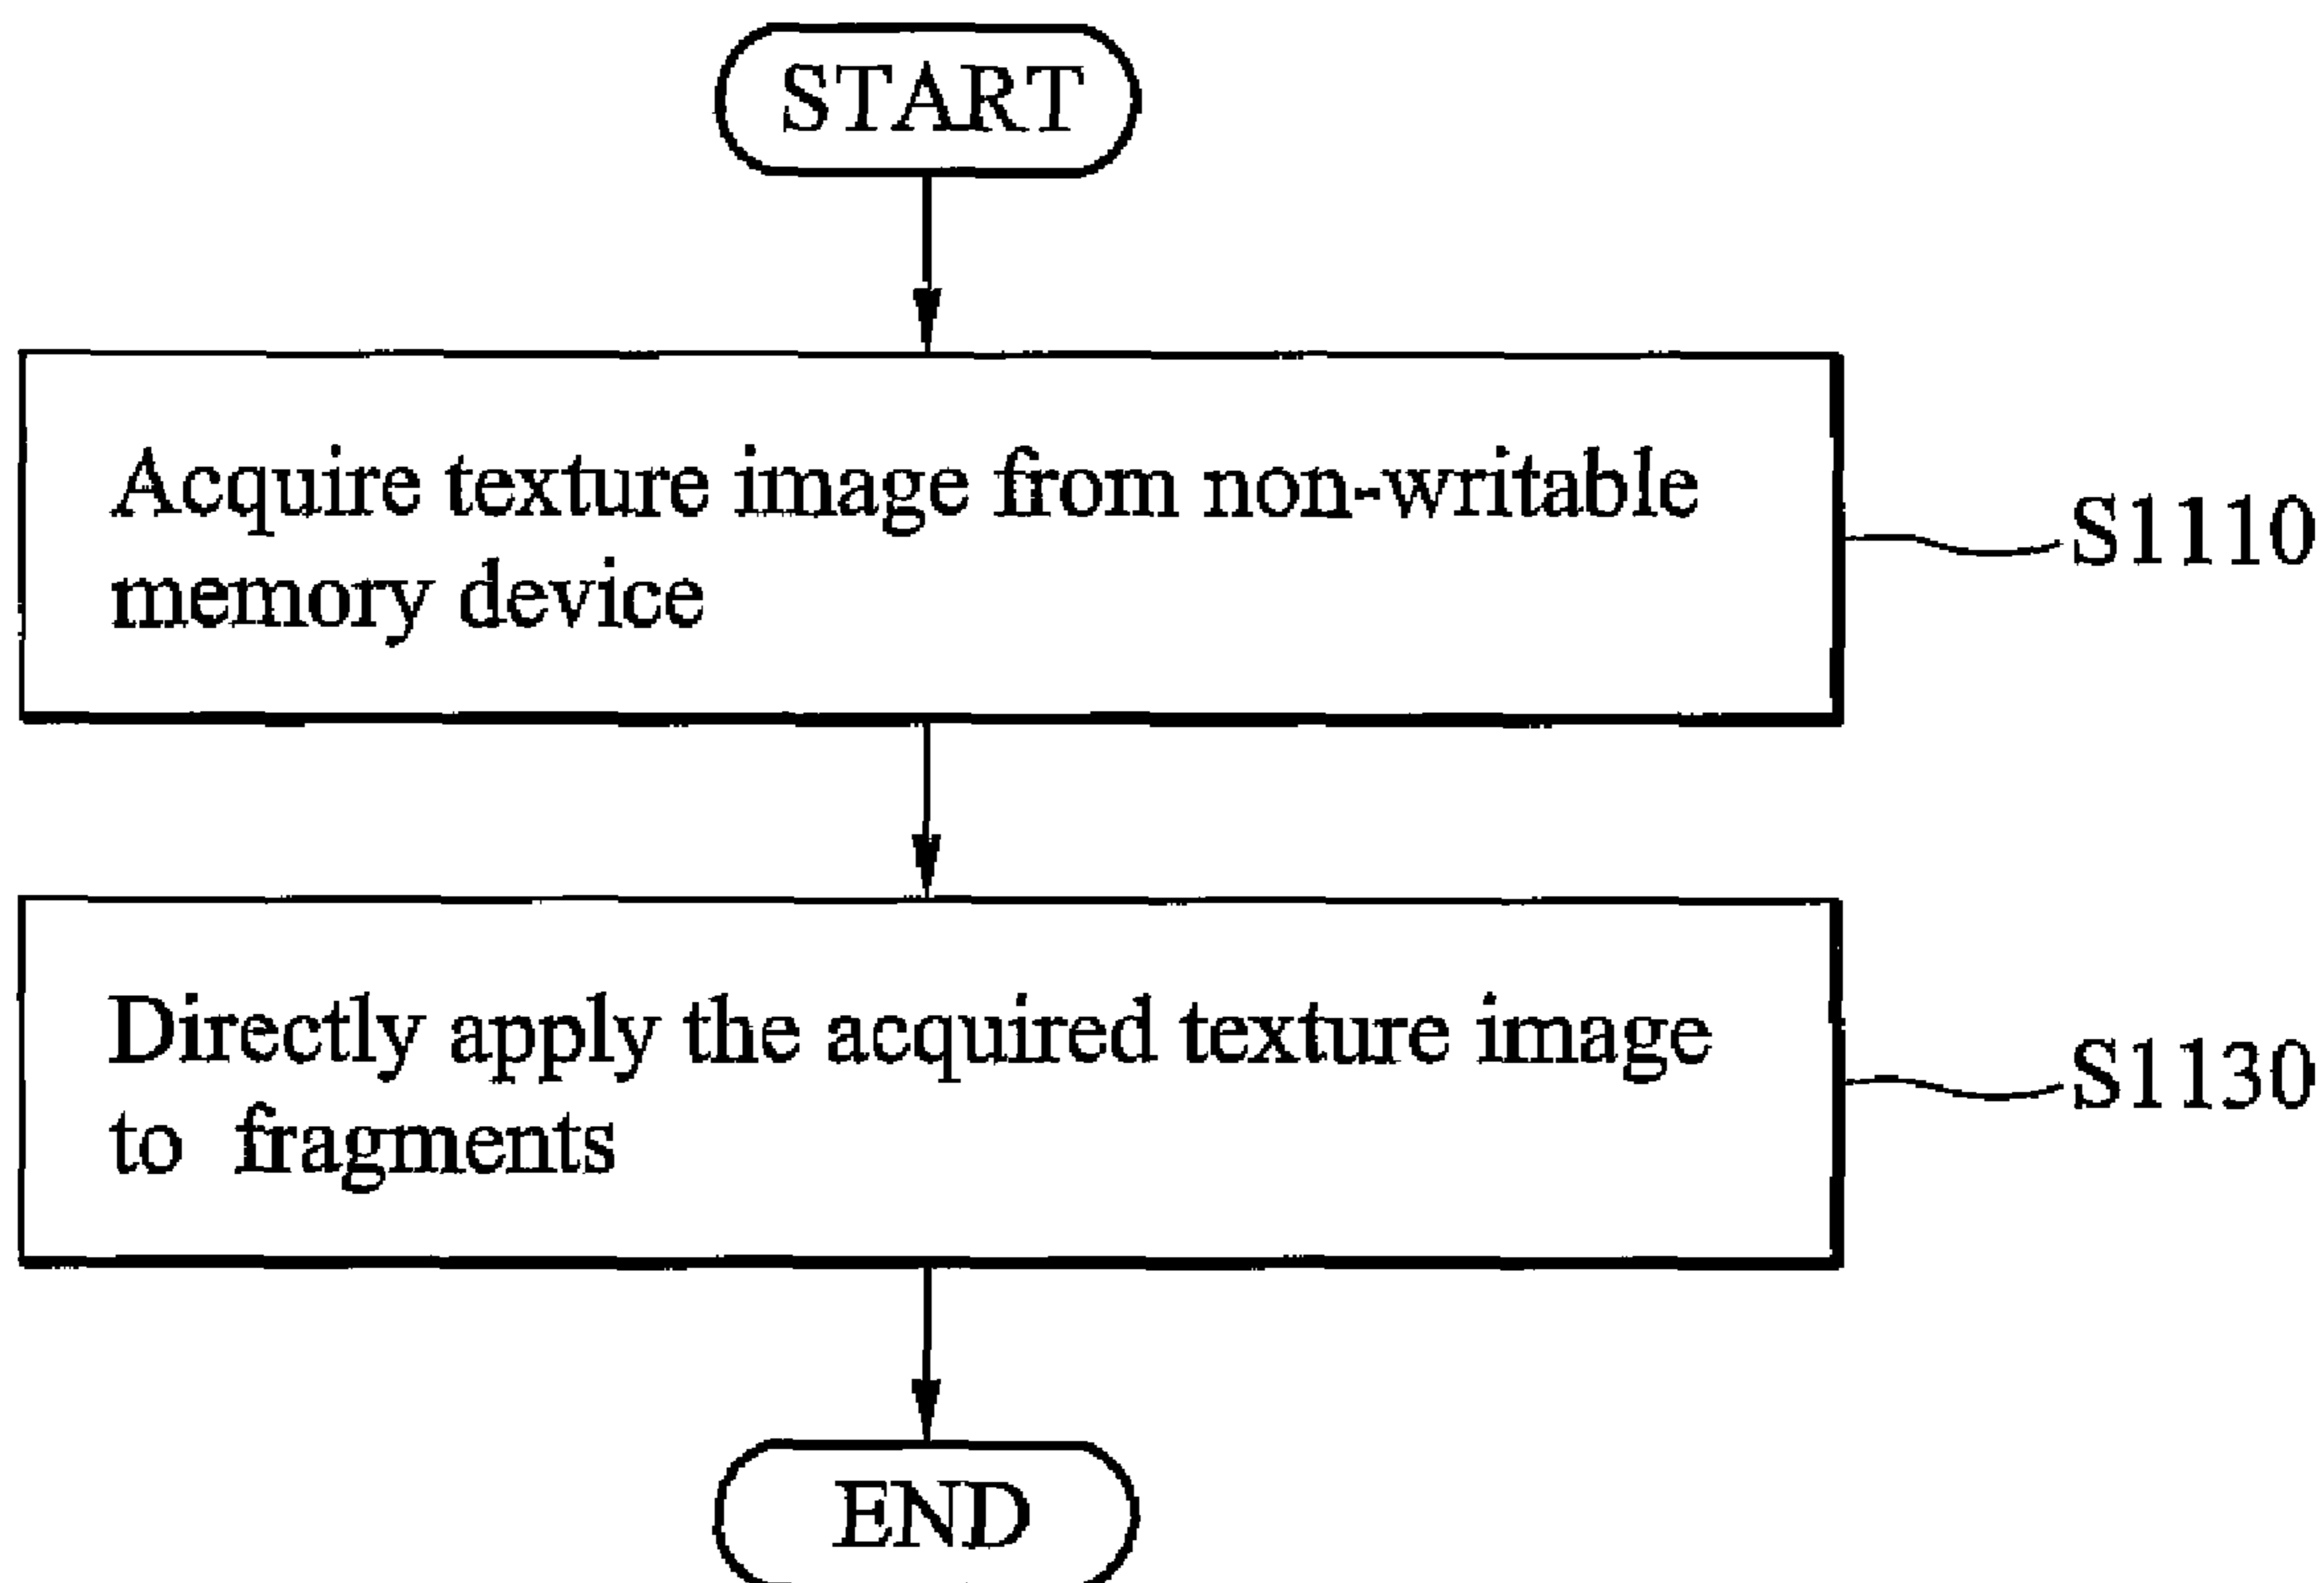 START
Acquire texture image from non-writable
memory device
S1110
Directly apply the acquired texture image
to fragments
S1130
END